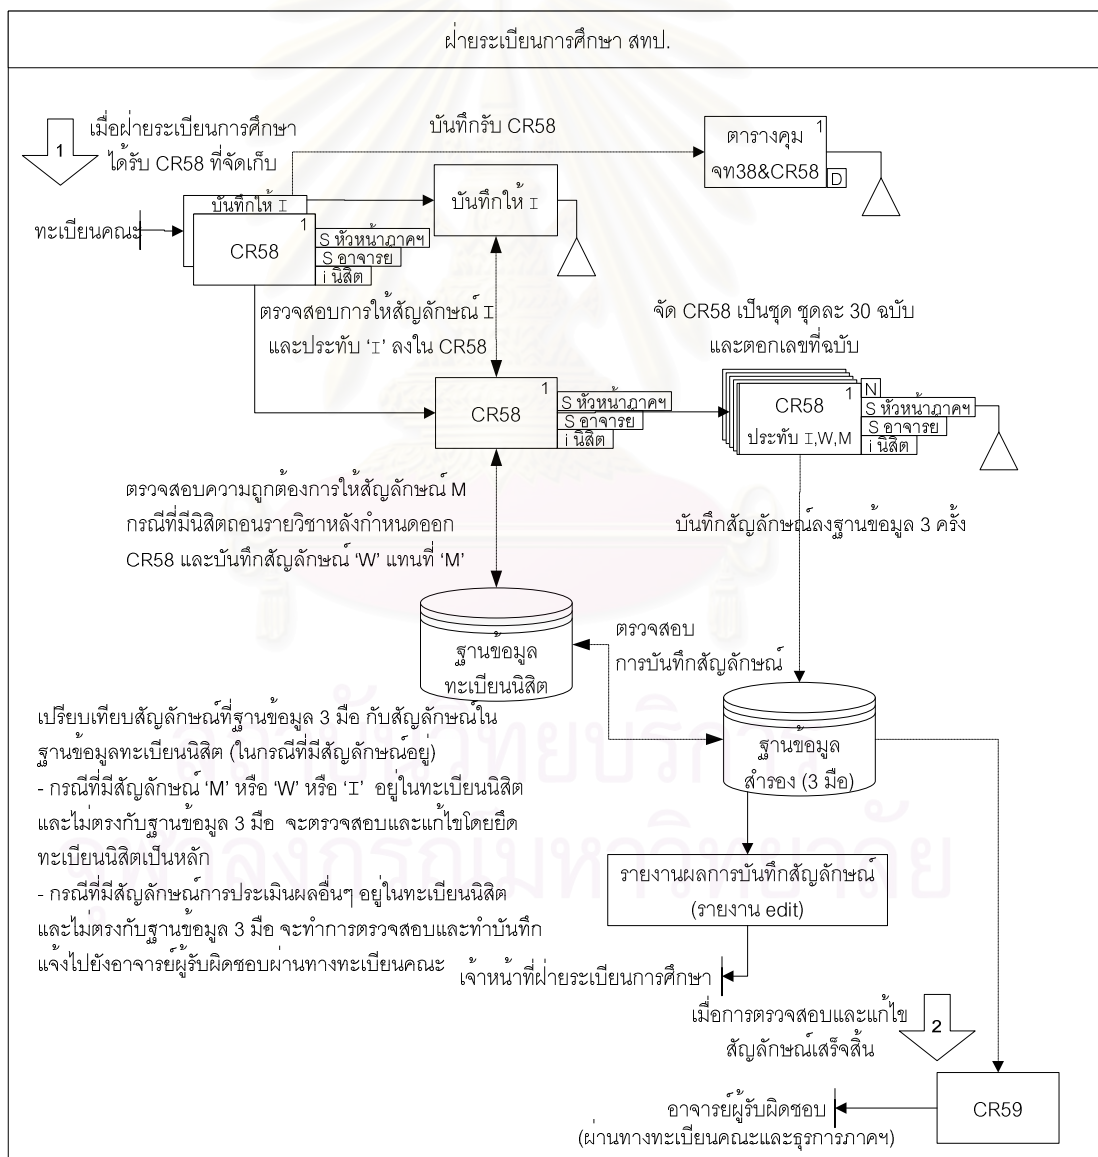 ฝ่ายระเบียนการศึกษา สทป.
1
เมื่อฝ่ายระเบียนการศึกษา
ได้รับ CR58 ที่จัดเก็บ
บันทึกรับ CR58
1
ตารางคุม
จท38&CR58
D
ทะเบียนคณะ
บันทึกให้ I
1
CR58
S หัวหน้าภาคฯ
S อาจารย์
i นิสิต
บันทึกให้ I
ตรวจสอบการให้สัญลักษณ์ I
และประทับ ‘I’ ลงใน CR58
จัด CR58 เป็นชุด ชุดละ 30 ฉบับ
และตอกเลขที่ฉบับ
1
CR58
S หัวหน้าภาคฯ
S อาจารย์
i นิสิต
1
CR58
ประทับ I,W,M
N
S หัวหน้าภาคฯ
S อาจารย์
i นิสิต
ตรวจสอบความถูกต้องการให้สัญลักษณ์ M
กรณีที่มีนิสิตถอนรายวิชาหลังกำหนดออก
CR58 และบันทึกสัญลักษณ์ ‘W’ แทนที่ ‘M’
บันทึกสัญลักษณ์ลงฐานข้อมูล 3 ครั้ง
ฐานข้อมูล
ทะเบียนนิสิต
ตรวจสอบ
การบันทึกสัญลักษณ์
ฐานข้อมูล
สำรอง (3 มือ)
เปรียบเทียบสัญลักษณ์ที่ฐานข้อมูล 3 มือ กับสัญลักษณ์ใน
ฐานข้อมูลทะเบียนนิสิต (ในกรณีที่มีสัญลักษณ์อยู่)
- กรณีที่มีสัญลักษณ์ ‘M’ หรือ ‘W’ หรือ ‘I’ อยู่ในทะเบียนนิสิต
และไม่ตรงกับฐานข้อมูล 3 มือ จะตรวจสอบและแก้ไขโดยยึด
ทะเบียนนิสิตเป็นหลัก
- กรณีที่มีสัญลักษณ์การประเมินผลอื่นๆ อยู่ในทะเบียนนิสิต
และไม่ตรงกับฐานข้อมูล 3 มือ จะทำการตรวจสอบและทำบันทึก
แจ้งไปยังอาจารย์ผู้รับผิดชอบผ่านทางทะเบียนคณะ
รายงานผลการบันทึกสัญลักษณ์
(รายงาน edit)
เจ้าหน้าที่ฝ่ายระเบียนการศึกษา
เมื่อการตรวจสอบและแก้ไข
สัญลักษณ์เสร็จสิ้น
2
CR59
อาจารย์ผู้รับผิดชอบ
(ผ่านทางทะเบียนคณะและธุรการภาคฯ)
สถาบันวิทยบริการ
จุฬาลงกรณ์มหาวิทยาลัย